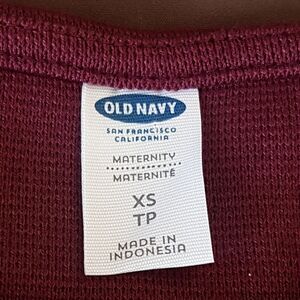 OLD NAVY
SAN FRANCISCO
CALIFORNIA
MATERNITY
MATERNITÉ
XS
TP
MADE IN
INDONESIA